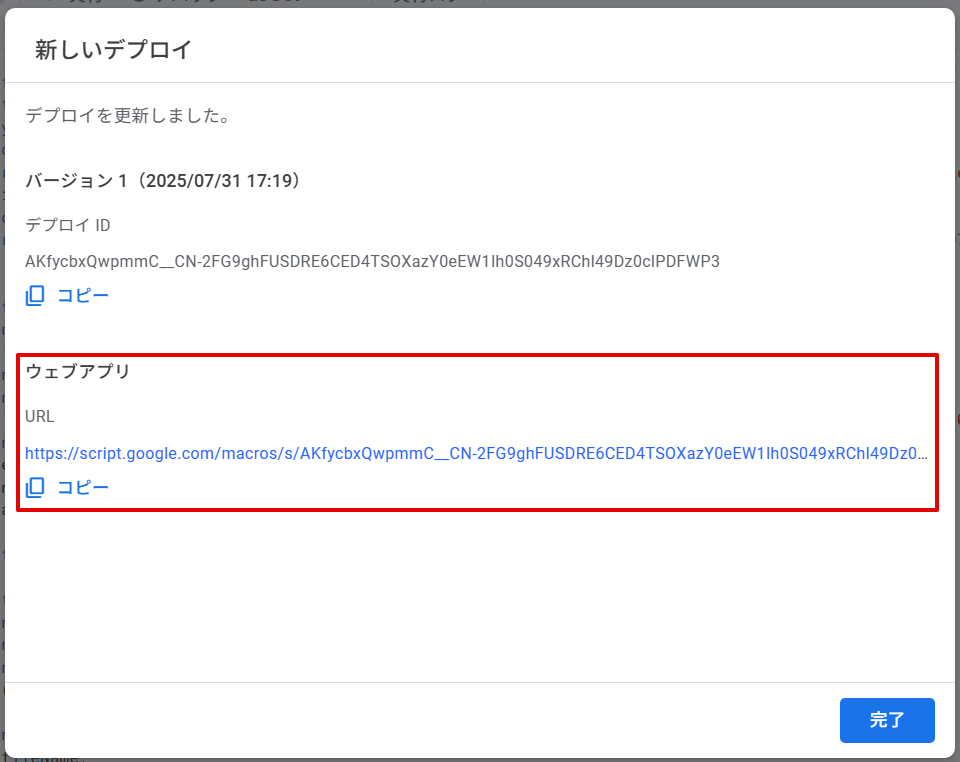 新しいデプロイ
デプロイを更新しました。
バージョン 1（2025/07/31 17:19）
デプロイ ID
AKfycbxQwpmmC__CN-2FG9ghFUSDRE6CED4TSOXazY0eEW1Ih0S049xRChI49Dz0cIPDFWP3
コピー
ウェブアプリ
URL
https://script.google.com/macros/s/AKfycbxQwpmmC__CN-2FG9ghFUSDRE6CED4TSOXazY0eEW1Ih0S049xRChI49Dz0...
コピー
完了